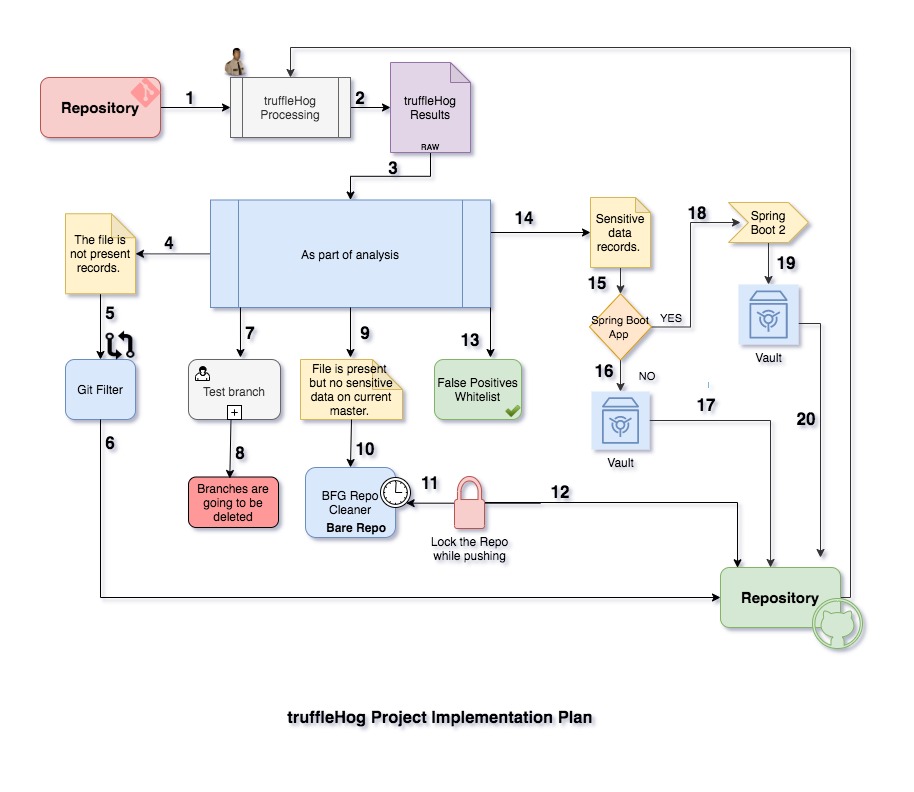 Repository
1
truffleHog
Processing
2
truffleHog
Results
RAW
3
As part of analysis
4
The file is
not present
records.
5
Git Filter
6
7
Test branch
8
Branches are
going to be
deleted
9
File is present
but no sensitive
data on current
master.
10
BFG Repo
Cleaner
Bare Repo
11
Lock the Repo
while pushing
12
13
False Positives
Whitelist
14
Sensitive
data
records.
15
Spring Boot
App
YES
16
NO
Vault
17
18
Spring
Boot 2
19
Vault
20
Repository
truffleHog Project Implementation Plan